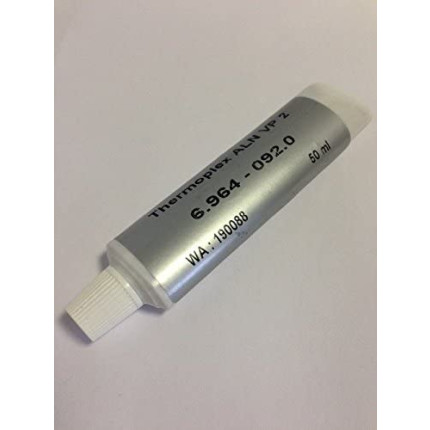 Thermoplex ALN VP 2
6.964 - 092.0
50 ml
WA : 190088